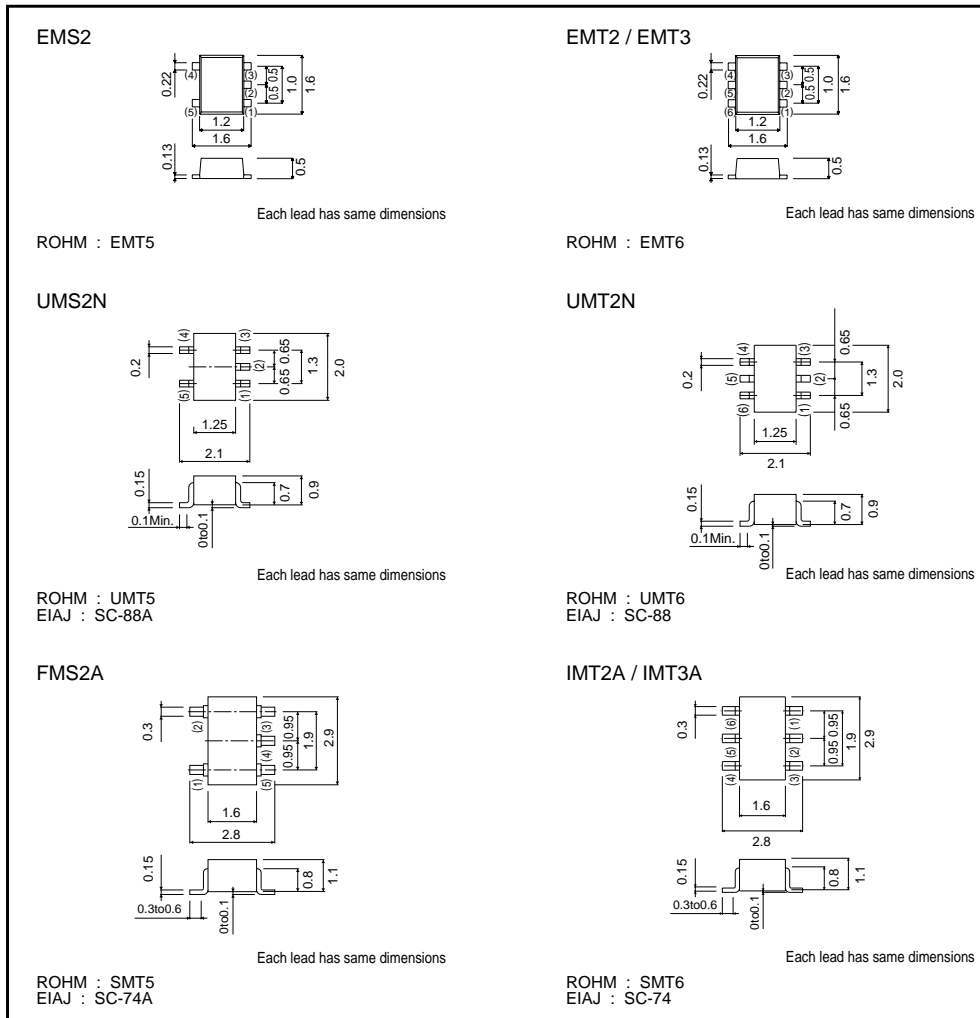 EMS2
0.22
(4)
(3)
(2)
(5)
(1)
0.5 0.5
1.0
1.6
1.2
1.6
0.13
0.5
Each lead has same dimensions
ROHM : EMT5
EMT2 / EMT3
0.22
(4)
(3)
(5)
(2)
(6)
(1)
0.5 0.5
1.0
1.6
1.2
1.6
0.13
0.5
Each lead has same dimensions
ROHM : EMT6
UMS2N
(4)
(3)
0.2
(2)
(5)
(1)
0.65 0.65
1.3
2.0
1.25
2.1
0.15
0.1Min.
0to0.1
0.7
0.9
Each lead has same dimensions
ROHM : UMT5
EIAJ : SC-88A
UMT2N
(4)
(3)
0.65
0.2
(5)
(2)
1.3
2.0
(6)
(1)
0.65
1.25
2.1
0.15
0.1Min.
0to0.1
0.7
0.9
Each lead has same dimensions
ROHM : UMT6
EIAJ : SC-88
FMS2A
0.3
(2)
(3)
(4)
(1)
(5)
0.95 0.95
1.9
2.9
1.6
2.8
0.15
0.3to0.6
0to0.1
0.8
1.1
Each lead has same dimensions
ROHM : SMT5
EIAJ : SC-74A
IMT2A / IMT3A
0.3
(6)
(1)
(5)
(2)
(4)
(3)
0.95 0.95
1.9
2.9
1.6
2.8
0.15
0.3to0.6
0to0.1
0.8
1.1
Each lead has same dimensions
ROHM : SMT6
EIAJ : SC-74